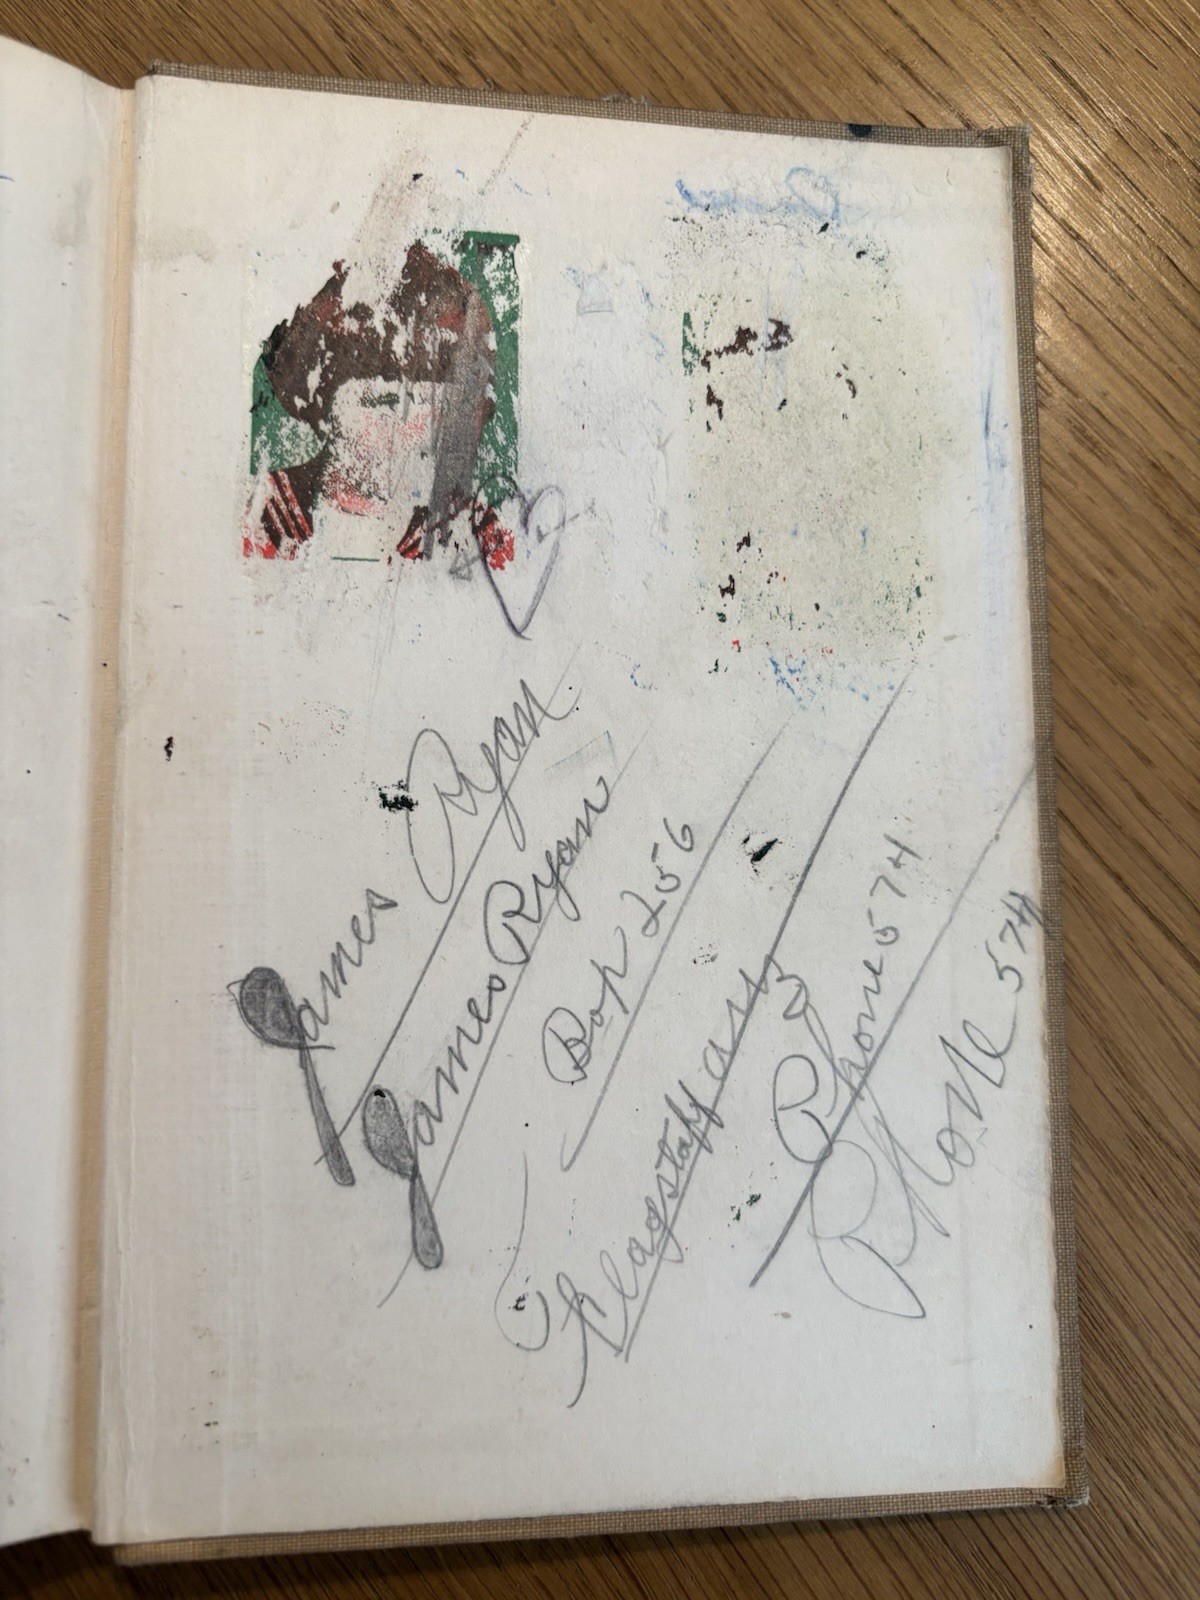 James Ryan
James Ryan
Box 256
Flagstaff ariz
Phone 574
Phone 574